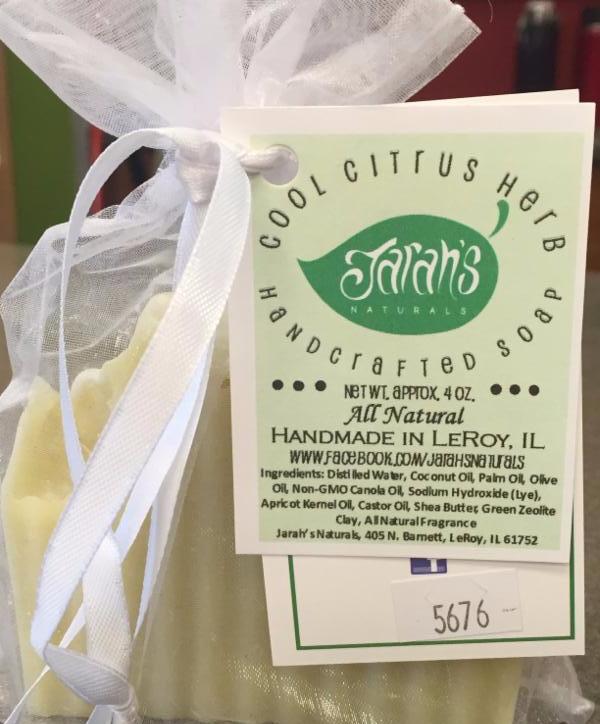 COOL CITRUS HERB
Jarah's
NATURALS
HANDCRAFTED SOAP
NET WT. APPROX. 4 OZ.
All Natural
HANDMADE IN LEROY, IL
WWW.FACEBOOK.COM/JARAHSNATURALS
Ingredients: Distilled Water, Coconut Oil, Palm Oil, Olive
Oil, Non-GMO Canola Oil, Sodium Hydroxide (Lye),
Apricot Kernel Oil, Castor Oil, Shea Butter, Green Zeolite
Clay, All Natural Fragrance
Jarah's Naturals, 405 N. Barnett, LeRoy, IL 61752
5676